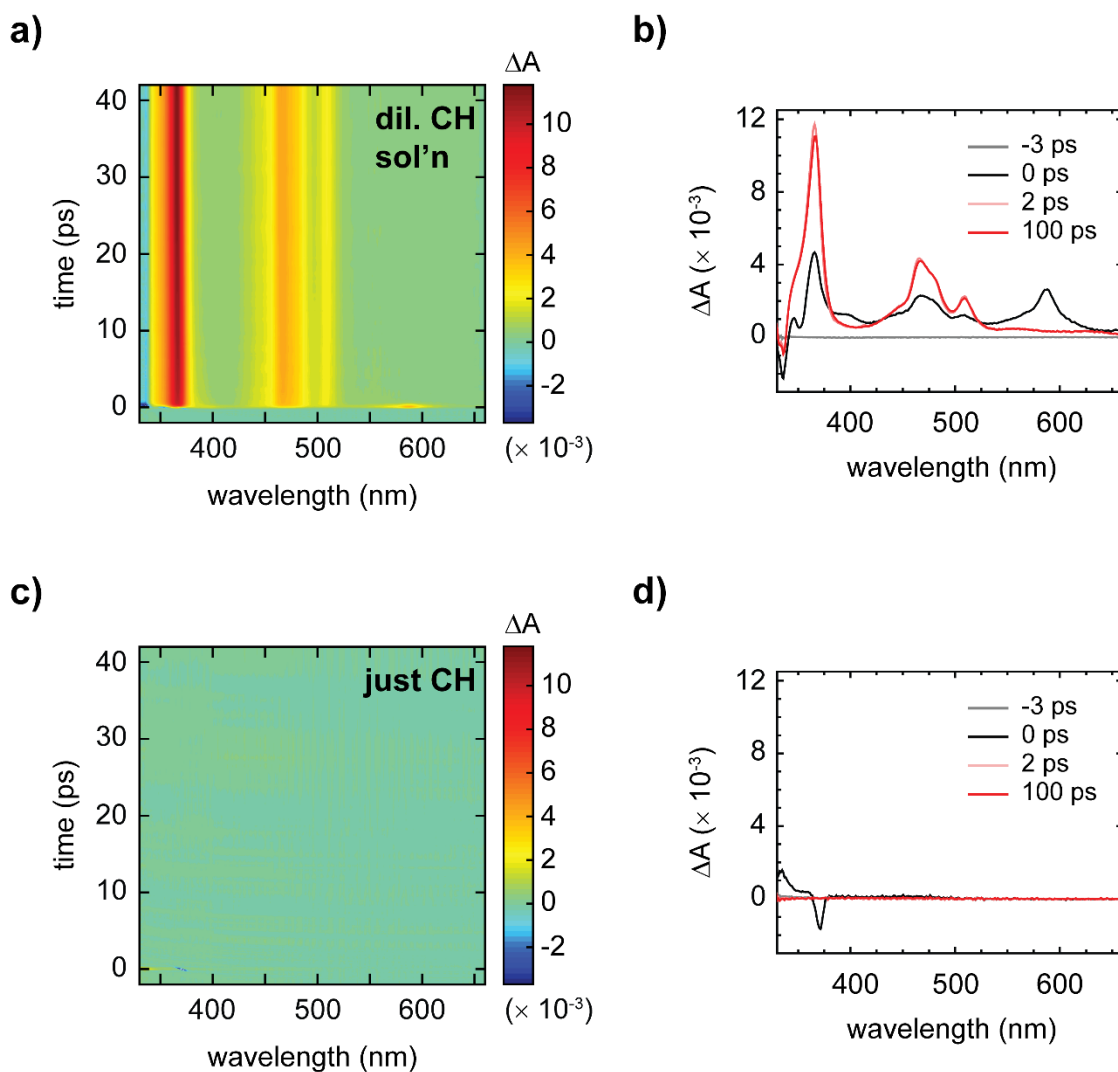 a)
ΔA
dil. CH
sol'n
40
30
20
10
0
time (ps)
10
8
6
4
2
0
-2
(× 10-3)
400
500
600
wavelength (nm)
b)
12
8
4
0
ΔA (× 10-3)
-3 ps
0 ps
2 ps
100 ps
400
500
600
wavelength (nm)
c)
ΔA
just CH
40
30
20
10
0
time (ps)
10
8
6
4
2
0
-2
(× 10-3)
400
500
600
wavelength (nm)
d)
12
8
4
0
ΔA (× 10-3)
-3 ps
0 ps
2 ps
100 ps
400
500
600
wavelength (nm)